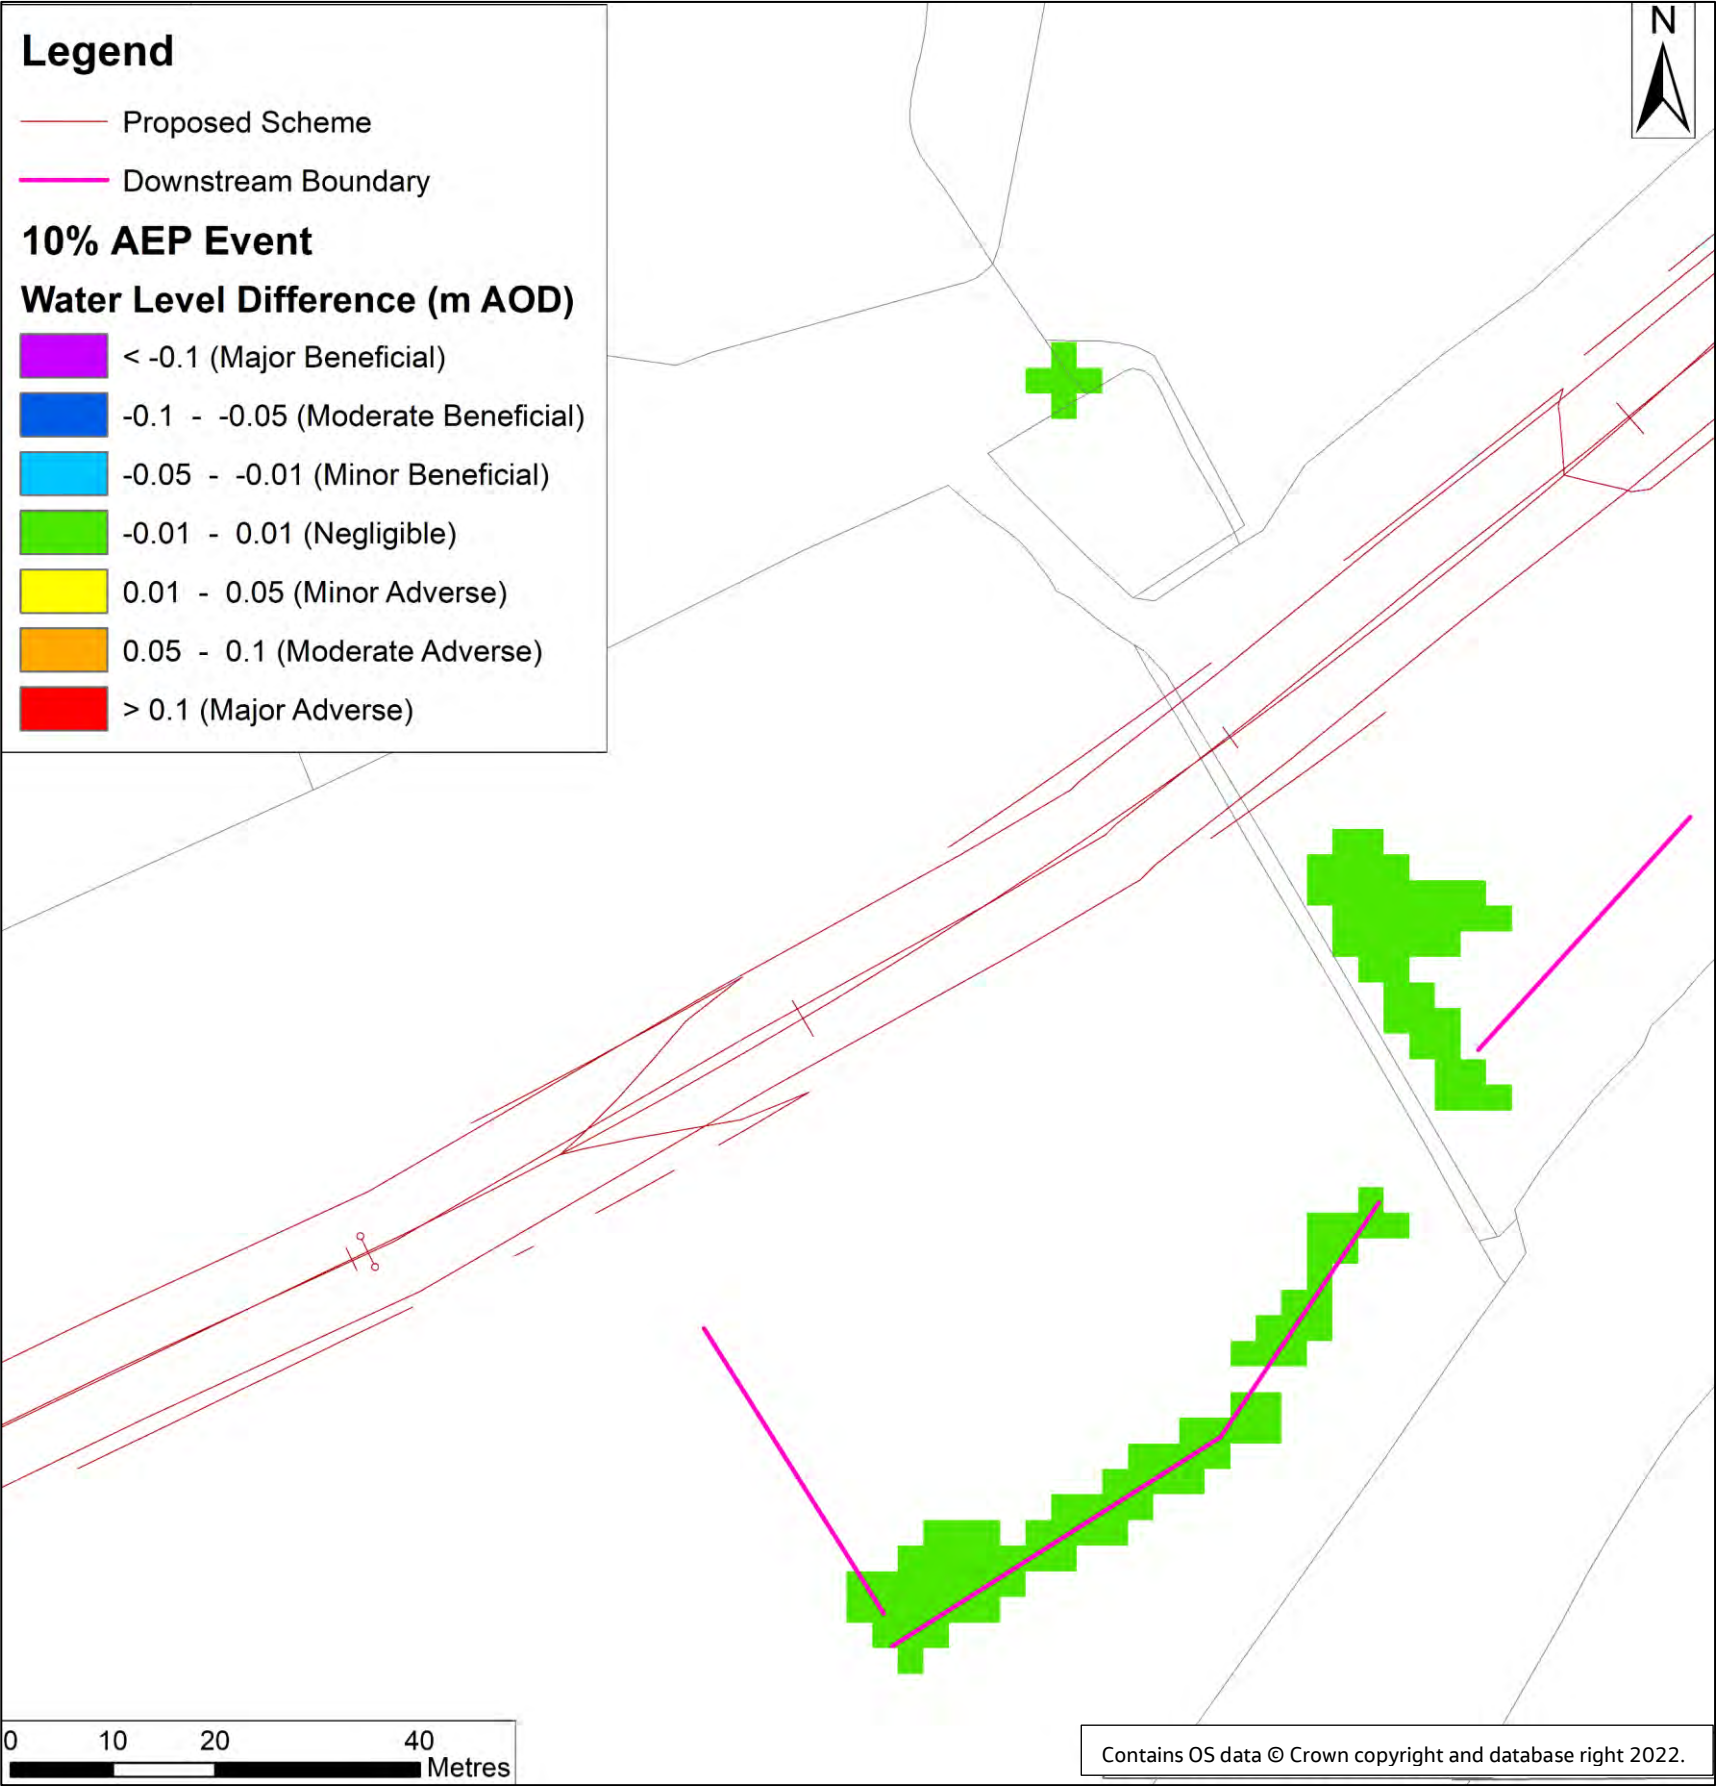 Legend
Proposed Scheme
Downstream Boundary
10% AEP Event
Water Level Difference (m AOD)
< -0.1 (Major Beneficial)
-0.1 - -0.05 (Moderate Beneficial)
-0.05 - -0.01 (Minor Beneficial)
-0.01 - 0.01 (Negligible)
0.01 - 0.05 (Minor Adverse)
0.05 - 0.1 (Moderate Adverse)
> 0.1 (Major Adverse)
N
0 10 20 40
Metres
Contains OS data © Crown copyright and database right 2022.